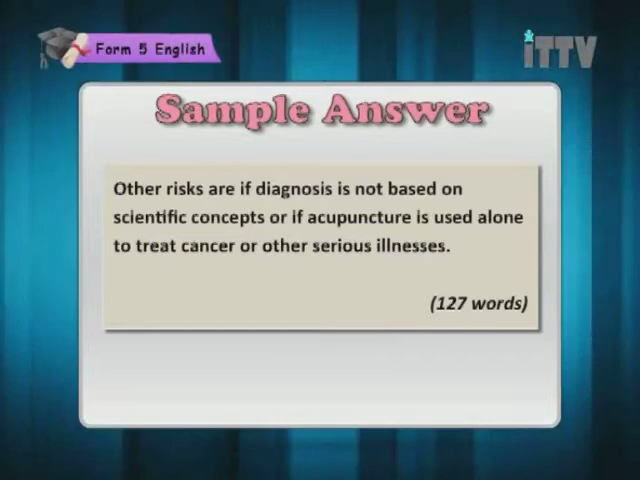 Form 5 English
iTTV
Sample Answer
Other risks are if diagnosis is not based on
scientific concepts or if acupuncture is used alone
to treat cancer or other serious illnesses.
(127 words)